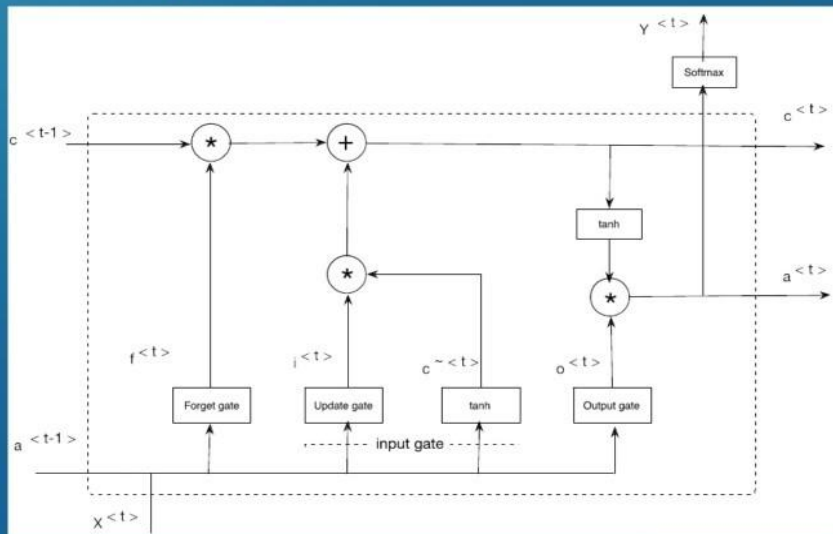 Y <t>
Softmax
c <t-1>
c <t>
*
+
tanh
*
*
a <t>
f <t>
i <t>
c ~ <t>
o <t>
Forget gate
Update gate
tanh
Output gate
a <t-1>
input gate
X <t>